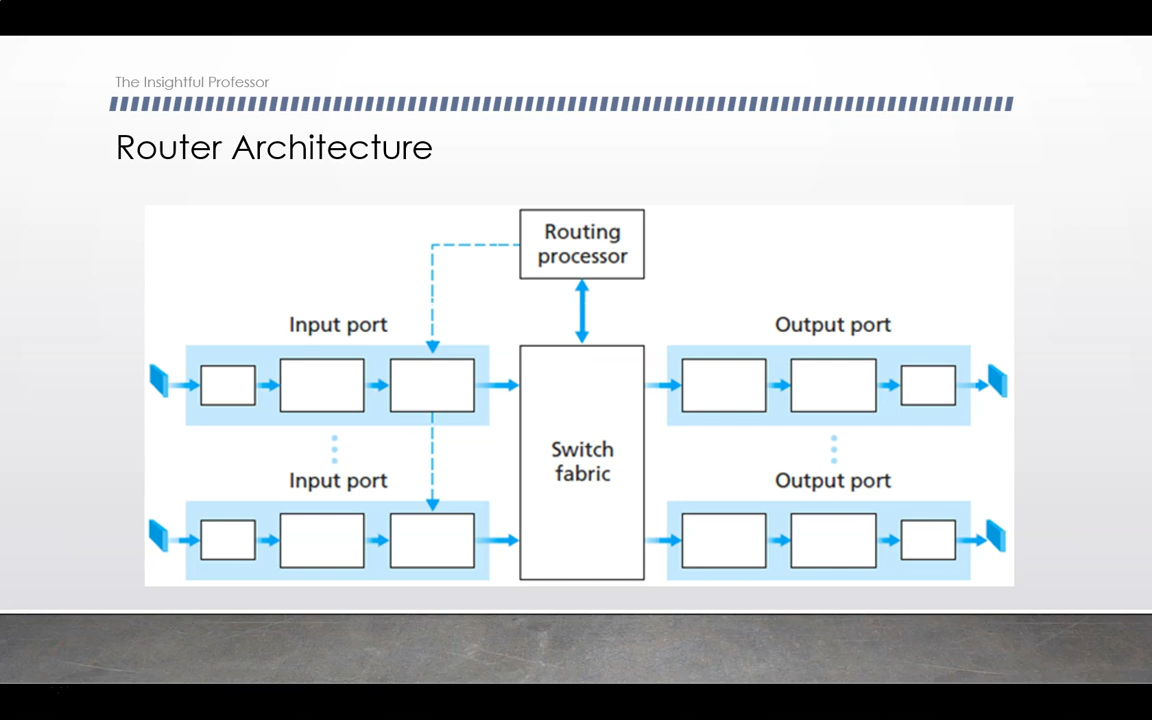 The Insightful Professor
Router Architecture
Routing
processor
Input port
Output port
Switch
fabric
Input port
Output port